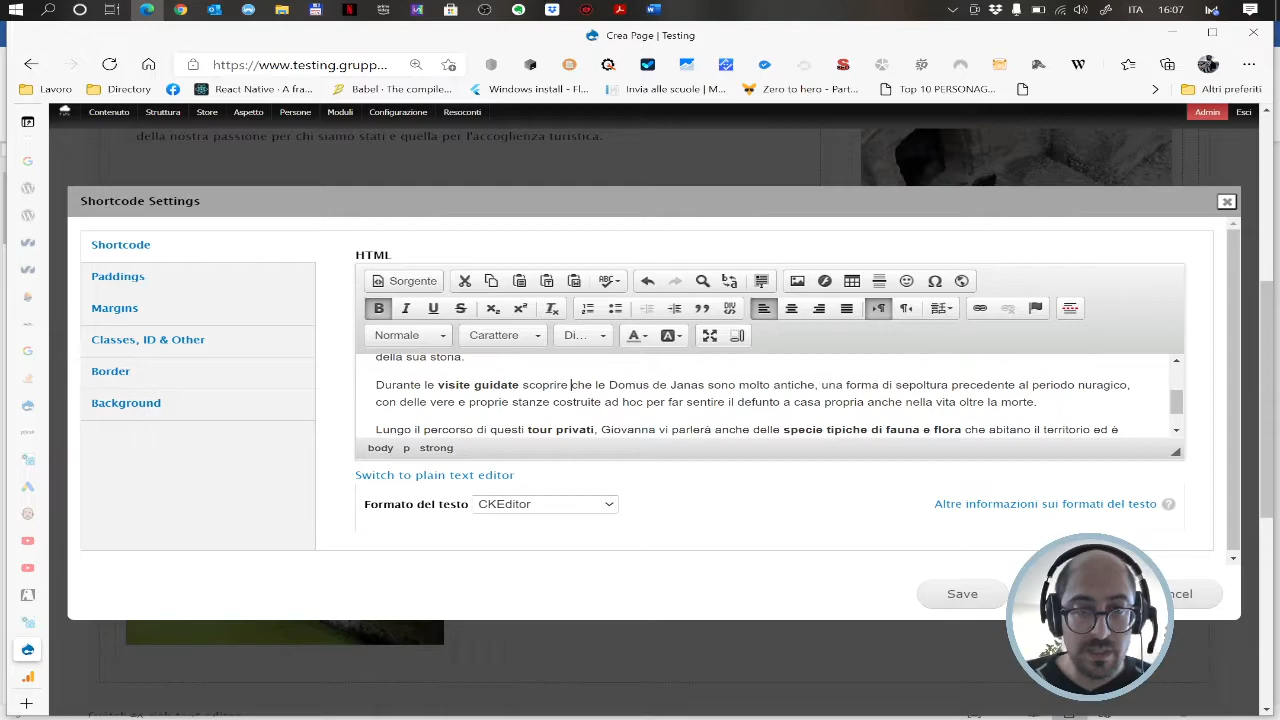 ITA 16:07
Crea Page | Testing
https://www.testing.grupp...
Lavoro
Directory
React Native · A fra...
Babel · The compile...
Windows install - Fl...
Invia alle scuole | M...
Zero to hero - Part...
Top 10 PERSONAG...
Altri preferiti
Contenuto Struttura Store Aspetto Persone Moduli Configurazione Resoconti Admin Esci
della nostra passione per chi siamo stati e quella per l'accoglienza turistica.
Shortcode Settings
Shortcode
Paddings
Margins
Classes, ID & Other
Border
Background
HTML
Sorgente
Normale Carattere Di...
della sua storia.
Durante le visite guidate scoprire che le Domus de Janas sono molto antiche, una forma di sepoltura precedente al periodo nuragico,
con delle vere e proprie stanze costruite ad hoc per far sentire il defunto a casa propria anche nella vita oltre la morte.
Lungo il percorso di questi tour privati, Giovanna vi parlerà anche delle specie tipiche di fauna e flora che abitano il territorio ed è
body p strong
Switch to plain text editor
Formato del testo CKEditor
Altre informazioni sui formati del testo ?
Save